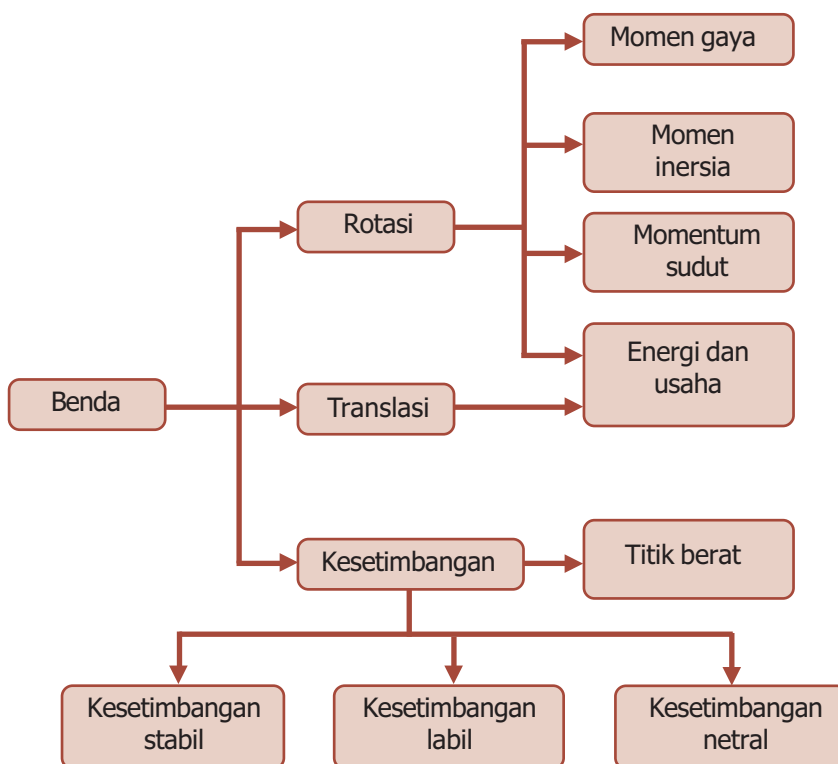 Momen gaya
Momen
inersia
Rotasi
Momentum
sudut
Energi dan
usaha
Benda
Translasi
Kesetimbangan
Titik berat
Kesetimbangan
stabil
Kesetimbangan
labil
Kesetimbangan
netral